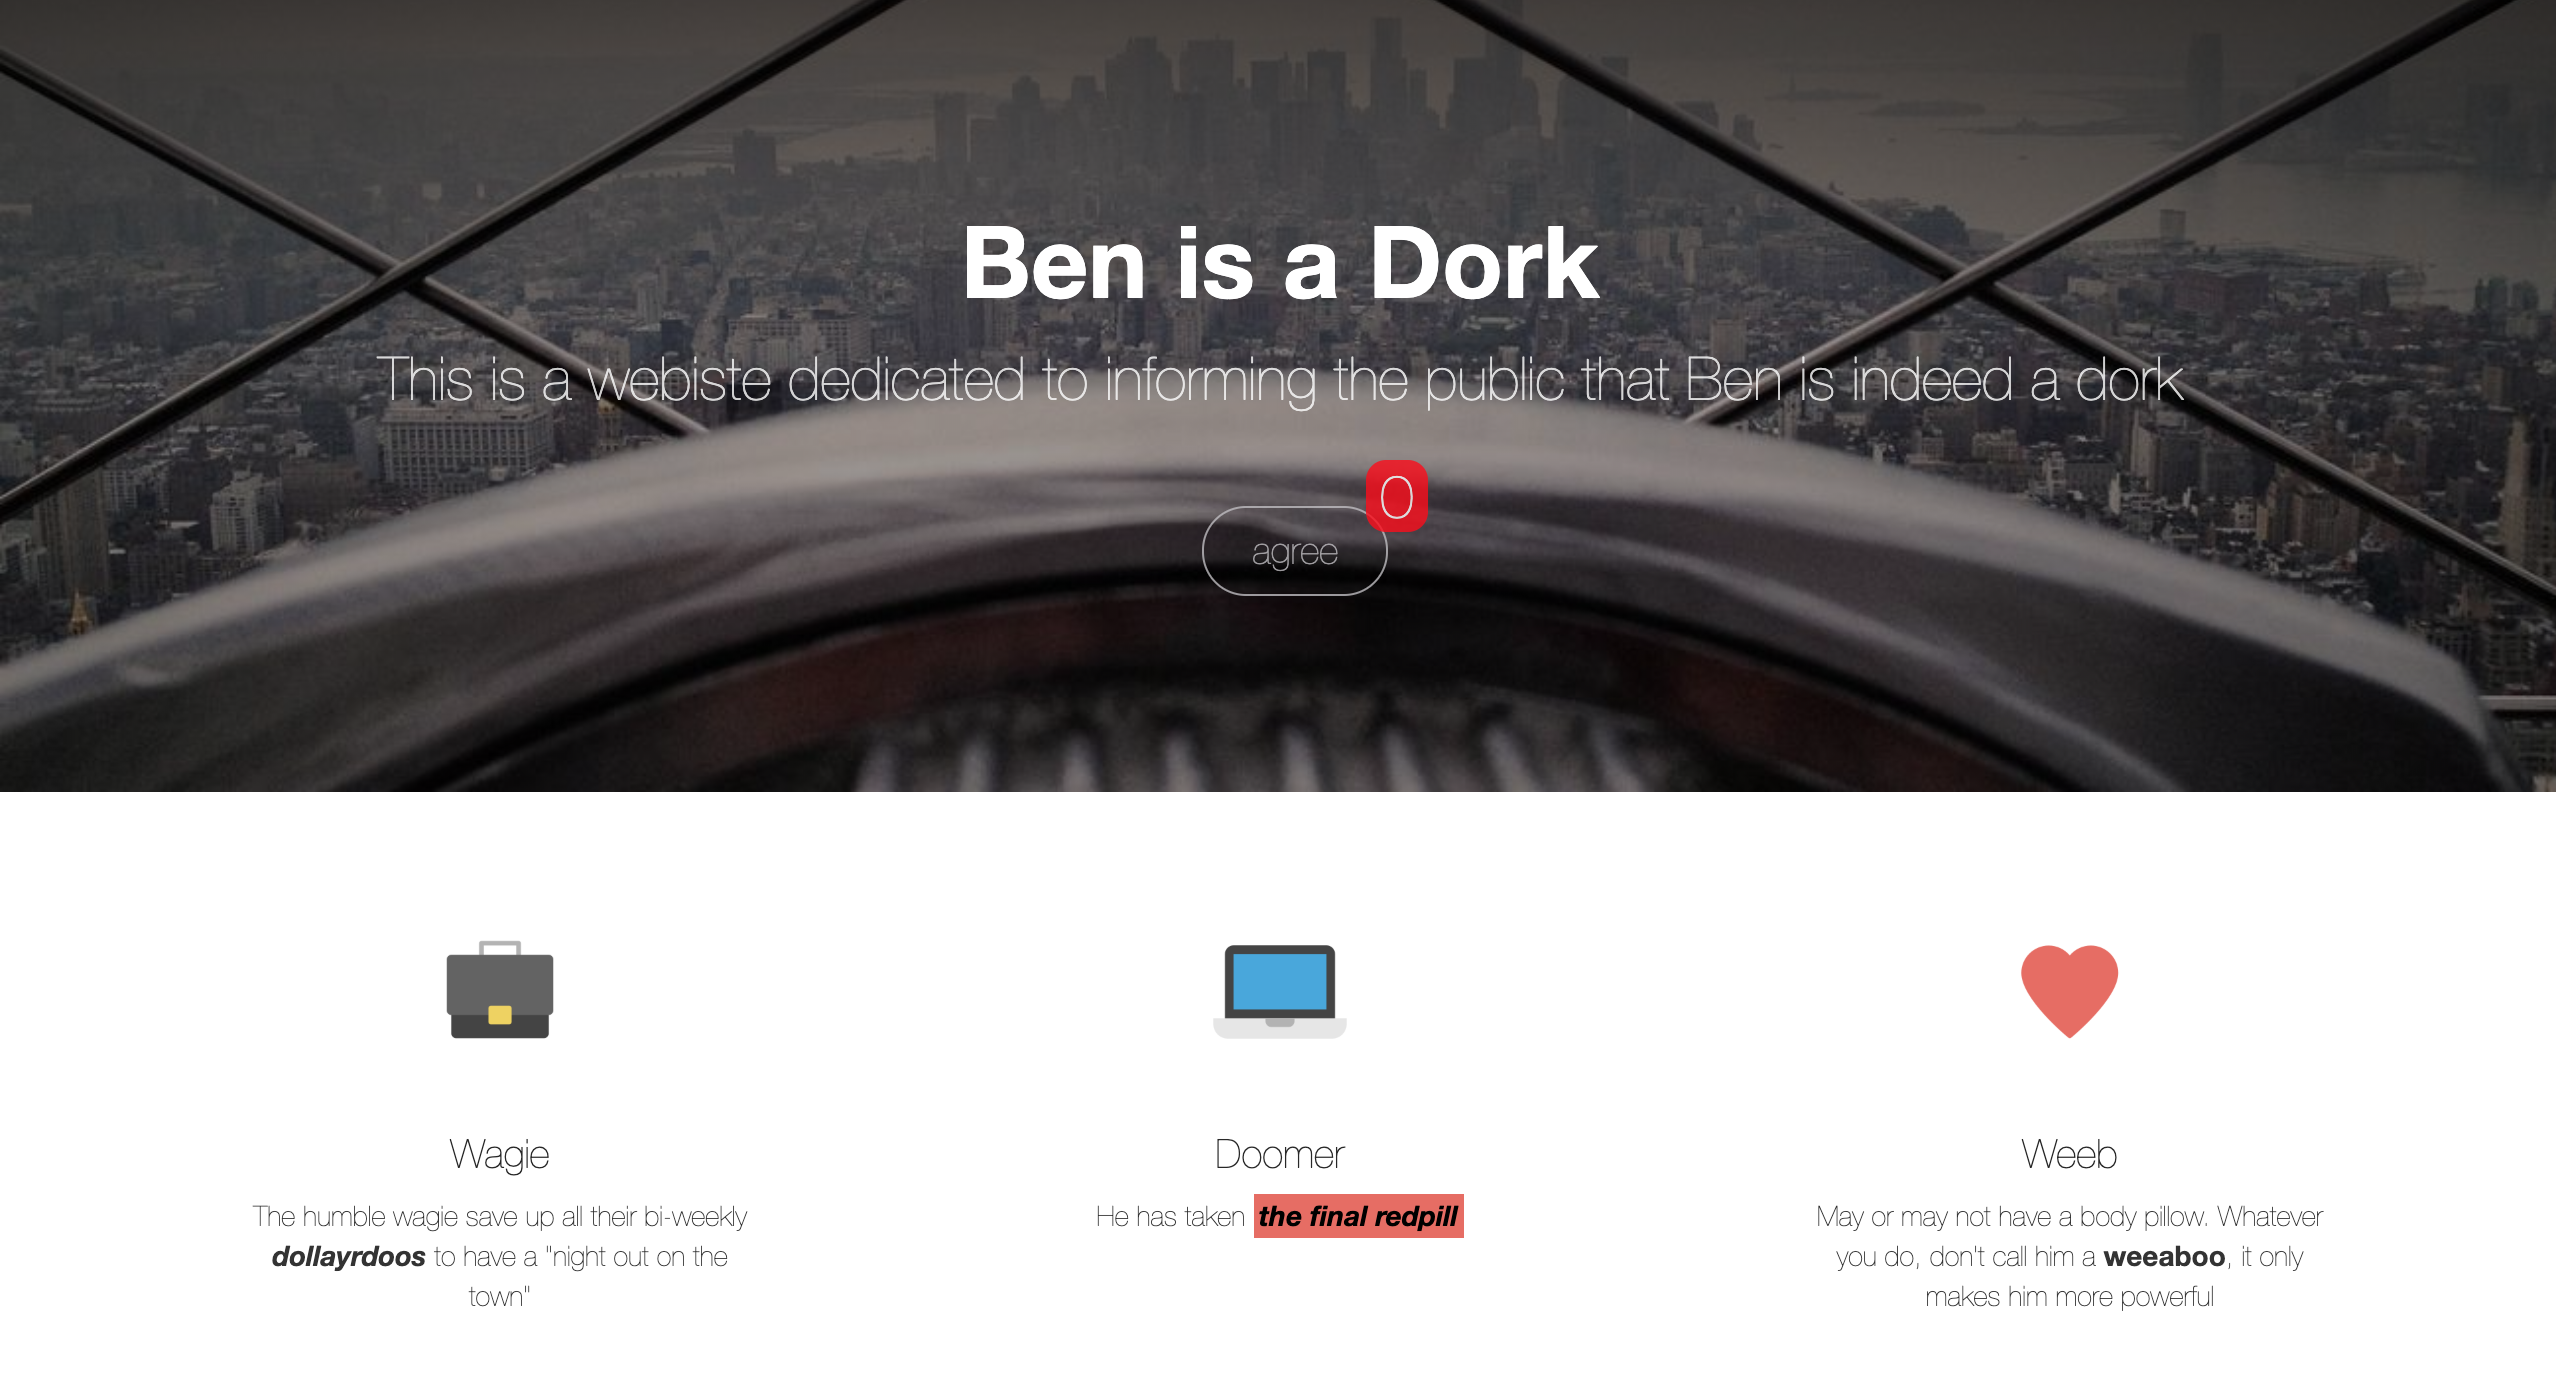 Ben is a Dork
This is a webiste dedicated to informing the public that Ben is indeed a dork
0
agree
Wagie
The humble wagie save up all their bi-weekly
dollayrdoos to have a "night out on the
town"
Doomer
He has taken the final redpill
Weeb
May or may not have a body pillow. Whatever
you do, don't call him a weeaboo, it only
makes him more powerful